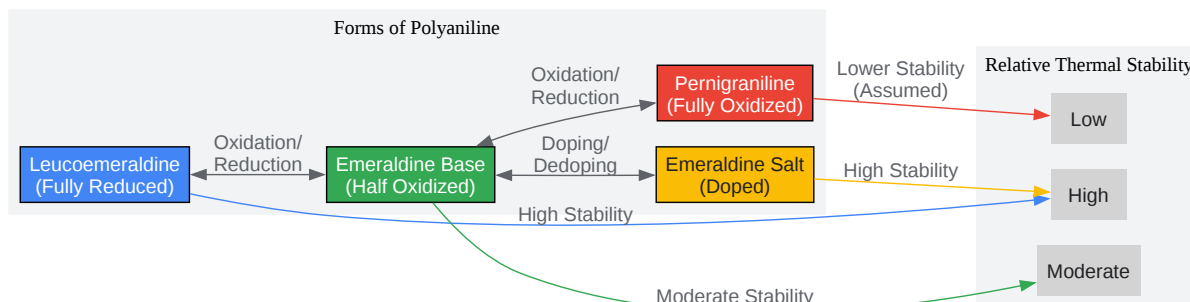 Forms of Polyaniline
Relative Thermal Stability
Oxidation/
Reduction
Pernigraniline
(Fully Oxidized)
Lower Stability
(Assumed)
Low
Leucoemeraldine
(Fully Reduced)
Oxidation/
Reduction
Emeraldine Base
(Half Oxidized)
Doping/
Dedoping
Emeraldine Salt
(Doped)
High Stability
High
High Stability
Moderate
Moderate Stability